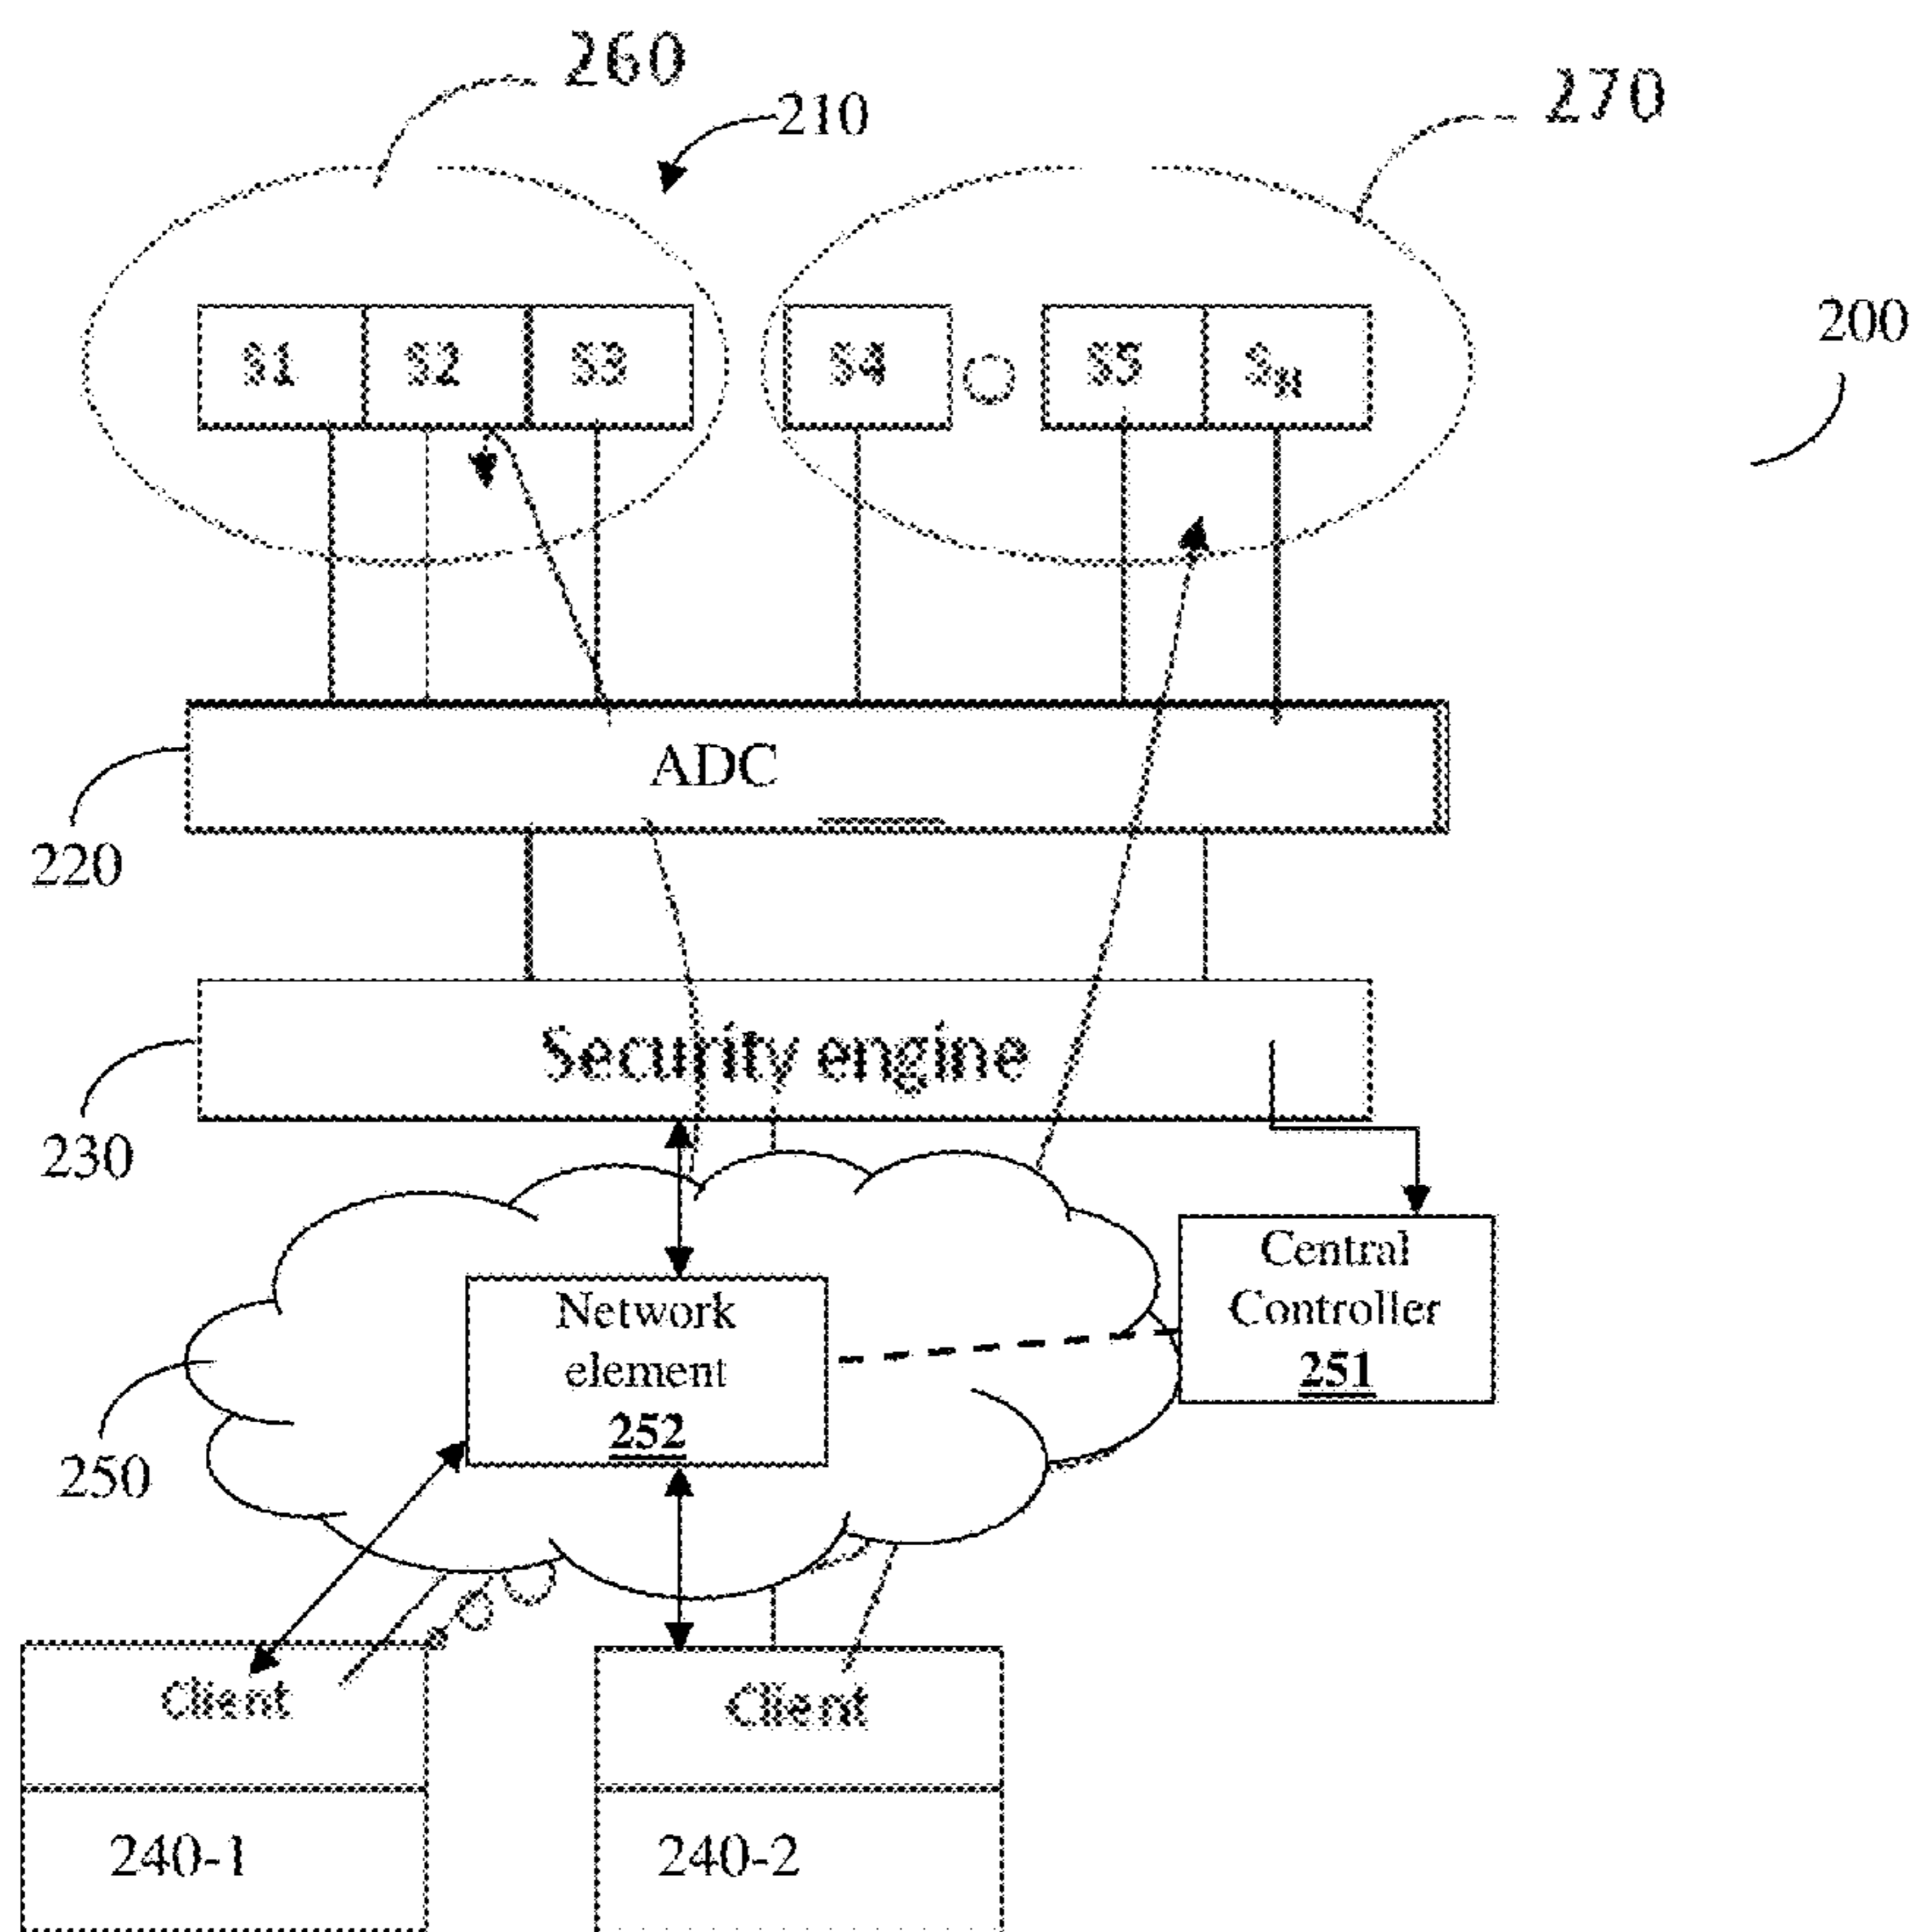 260
210
270
200
S1 S2 S3 S4 S5 SN
ADC
220
Security engine
230
Central
Controller
251
Network
element
252
250
Client
Client
240-1
240-2